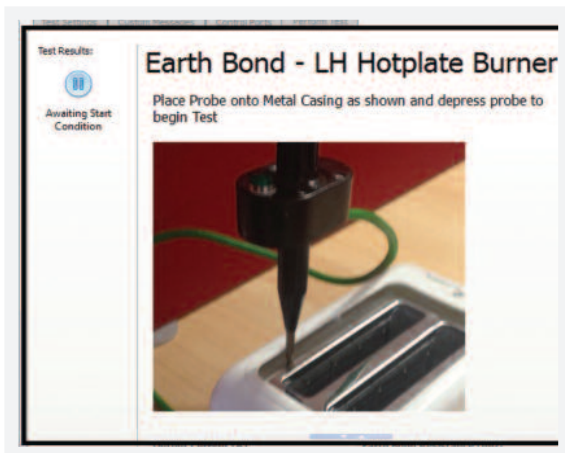 Test Settings | Custom Messages | Control Ports | Perform Test
Test Results:
Awaiting Start
Condition
Earth Bond - LH Hotplate Burner
Place Probe onto Metal Casing as shown and depress probe to
begin Test